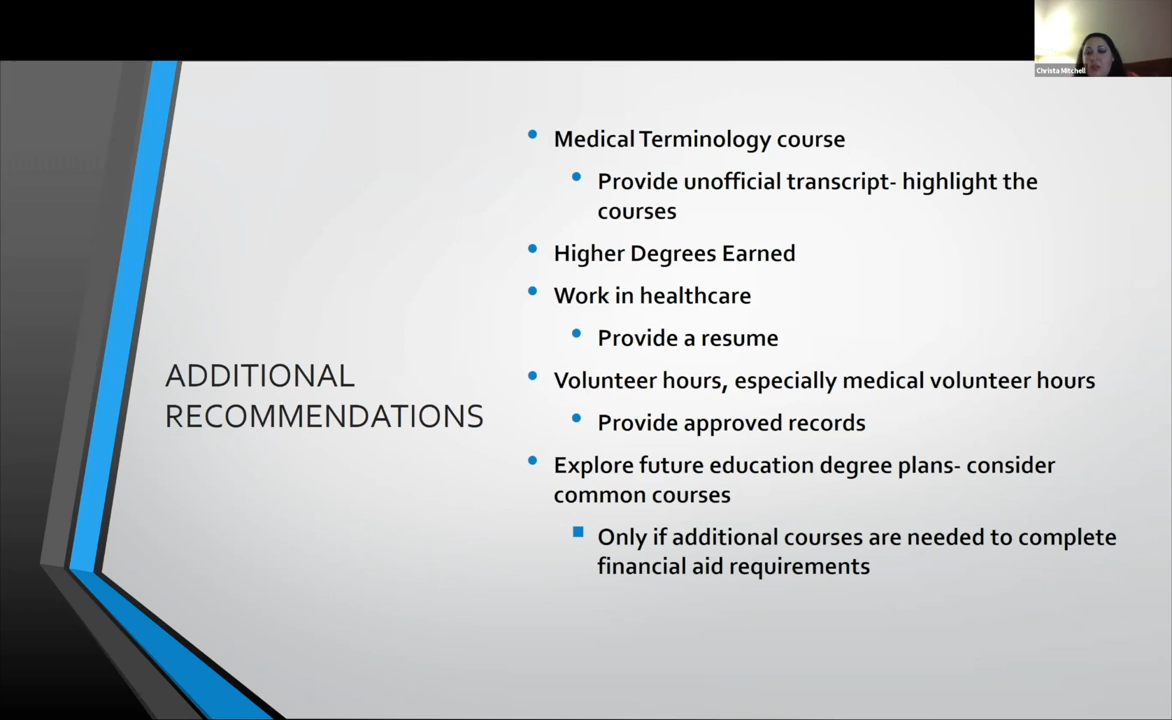 Christa Mitchell
ADDITIONAL
RECOMMENDATIONS
Medical Terminology course
Provide unofficial transcript- highlight the
courses
Higher Degrees Earned
Work in healthcare
Provide a resume
Volunteer hours, especially medical volunteer hours
Provide approved records
Explore future education degree plans- consider
common courses
Only if additional courses are needed to complete
financial aid requirements